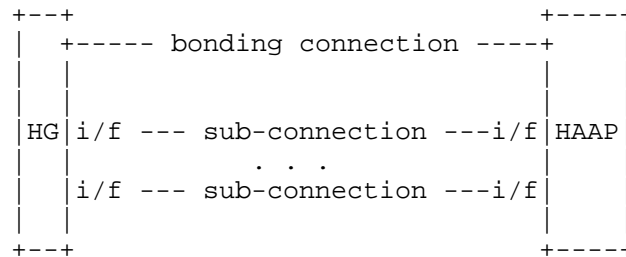 +--+ +-----
| +----- bonding connection ----+
|HG|i/f --- sub-connection ---i/f|HAAP
. . .
|i/f --- sub-connection ---i/f|
+--+ +-----